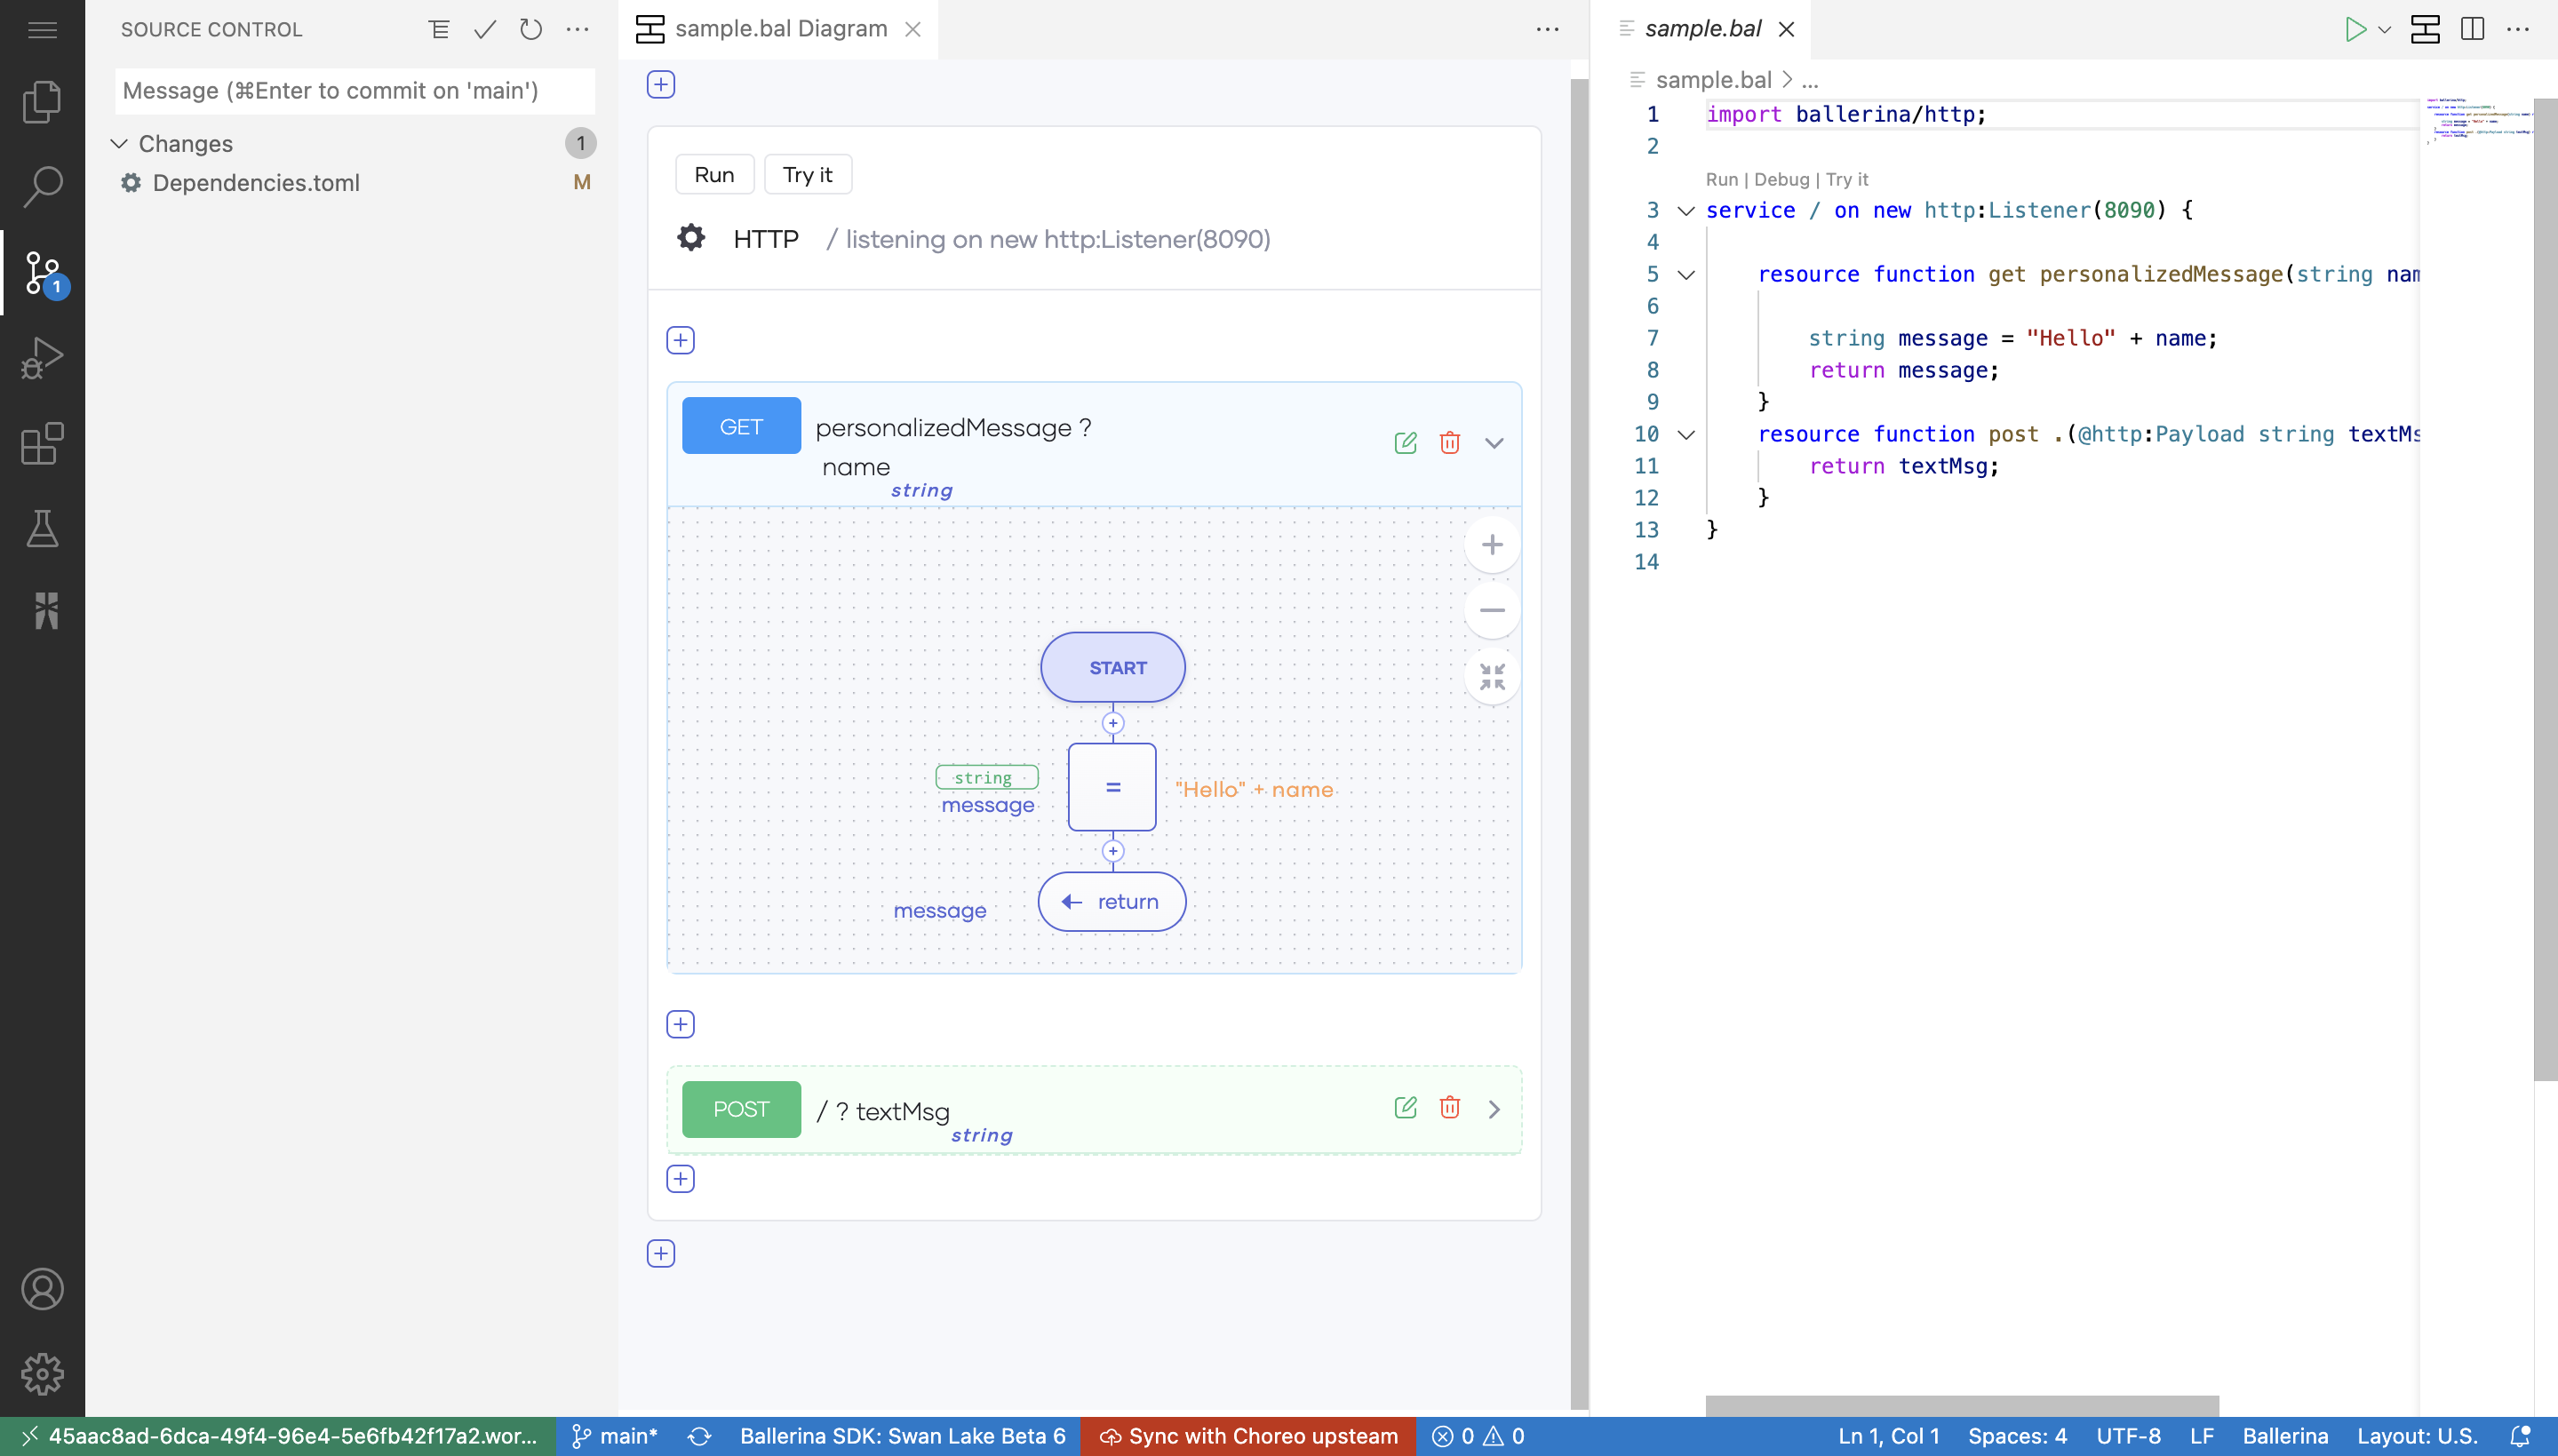 SOURCE CONTROL
Message (⌘Enter to commit on 'main')
Changes
1
Dependencies.toml
M
1
sample.bal Diagram
Run
Try it
HTTP / listening on new http:Listener(8090)
GET
personalizedMessage ?
name
string
START
string
message
=
"Hello" + name
message
return
POST
/ ? textMsg
string
sample.bal
sample.bal > ...
1 import ballerina/http;
2
Run | Debug | Try it
3 service / on new http:Listener(8090) {
4
5 resource function get personalizedMessage(string nam
6
7 string message = "Hello" + name;
8 return message;
9 }
10 resource function post .(@http:Payload string textMs
11 return textMsg;
12 }
13 }
14
45aac8ad-6dca-49f4-96e4-5e6fb42f17a2.wor...
main*
Ballerina SDK: Swan Lake Beta 6
Sync with Choreo upsteam
0
0
Ln 1, Col 1
Spaces: 4
UTF-8
LF
Ballerina
Layout: U.S.